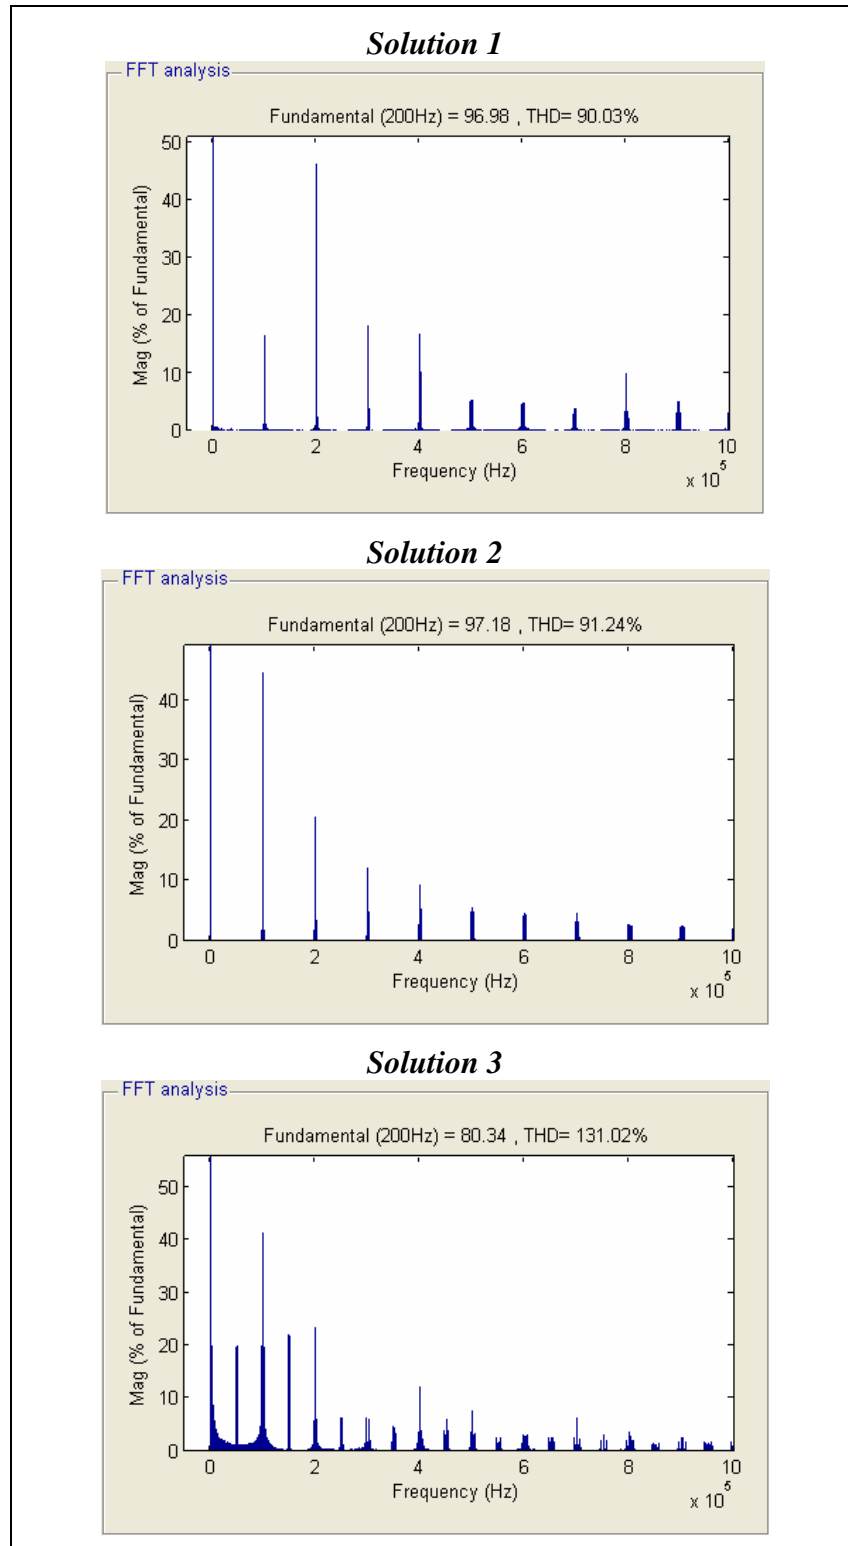 Solution 1
FFT analysis
Fundamental (200Hz) = 96.98 , THD= 90.03%
50
40
30
20
10
0
Mag (% of Fundamental)
0 2 4 6 8 10
Frequency (Hz)
x 10^5
Solution 2
FFT analysis
Fundamental (200Hz) = 97.18 , THD= 91.24%
40
30
20
10
0
Mag (% of Fundamental)
0 2 4 6 8 10
Frequency (Hz)
x 10^5
Solution 3
FFT analysis
Fundamental (200Hz) = 80.34 , THD= 131.02%
50
40
30
20
10
0
Mag (% of Fundamental)
0 2 4 6 8 10
Frequency (Hz)
x 10^5